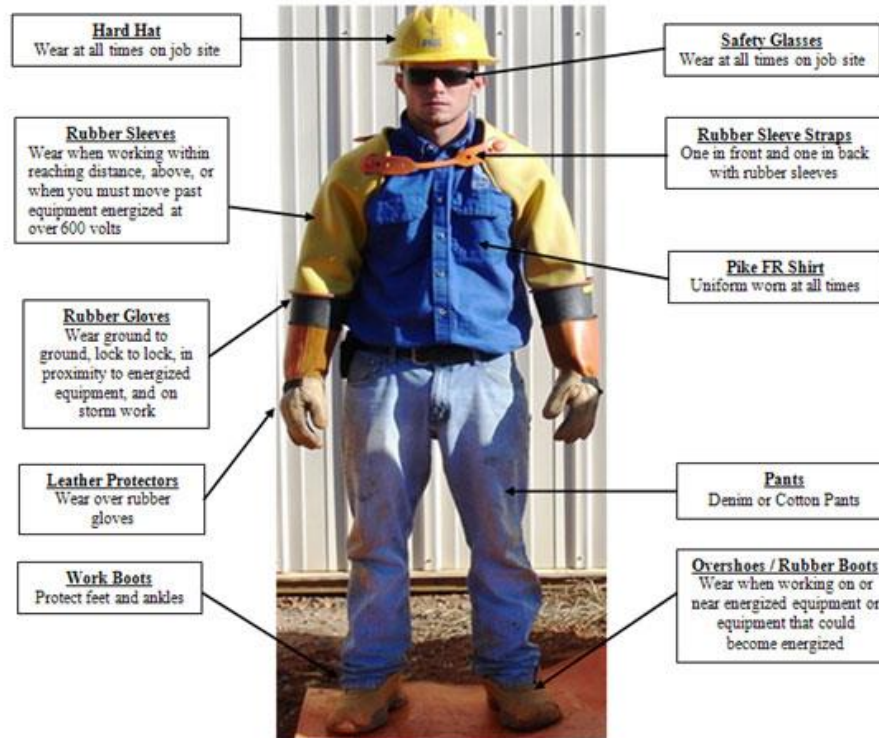 Hard Hat
Wear at all times on job site
Safety Glasses
Wear at all times on job site
Rubber Sleeves
Wear when working within
reaching distance, above, or
when you must move past
equipment energized at
over 600 volts
Rubber Sleeve Straps
One in front and one in back
with rubber sleeves
Pike FR Shirt
Uniform worn at all times
Rubber Gloves
Wear ground to
ground, lock to lock, in
proximity to energized
equipment, and on
storm work
Leather Protectors
Wear over rubber
gloves
Pants
Denim or Cotton Pants
Work Boots
Protect feet and ankles
Overshoes / Rubber Boots
Wear when working on or
near energized equipment or
equipment that could
become energized